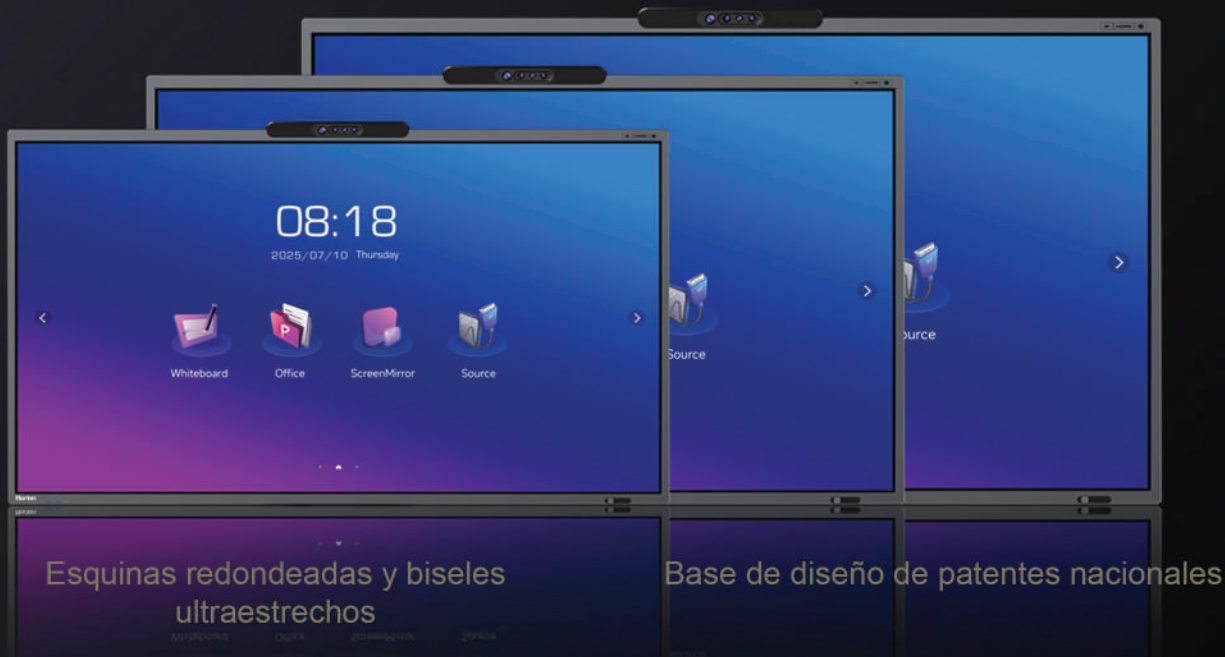 08:18
2025/07/10 Thursday
Whiteboard
Office
ScreenMirror
Source
Source
ource
Horion
Esquinas redondeadas y biseles
ultraestrechos
Base de diseño de patentes nacionales